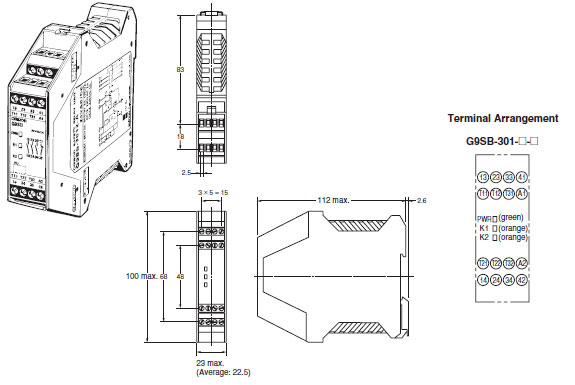 83
18
2.5
3 × 5 = 15
112 max.
2.6
100 max.
68
48
23 max.
(Average: 22.5)
Terminal Arrangement
G9SB-301-□-□
13 23 33 41
T11 T12 T31 A1
PWR (green)
K1 (orange)
K2 (orange)
T21 T22 T32 A2
14 24 34 42